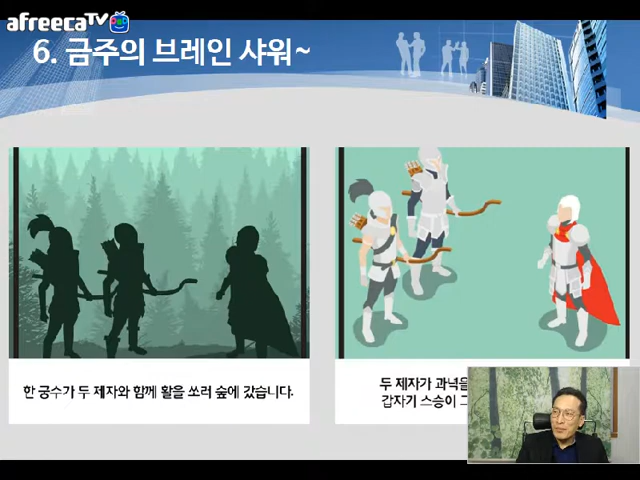 afreecaTV
6. 금주의 브레인 샤워~
한 궁수가 두 제자와 함께 활을 쏘러 숲에 갔습니다.
두 제자가 과녁을
갑자기 스승이 그